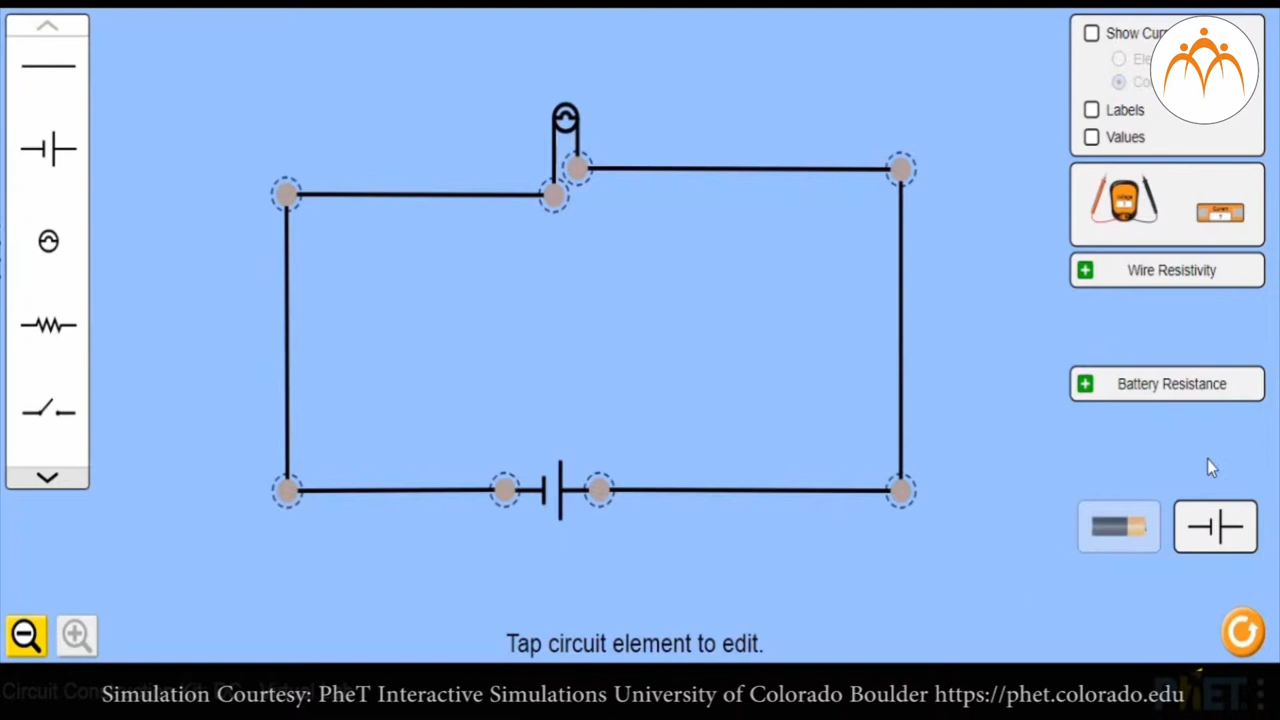 Show Curr
Labels
Values
Wire Resistivity
Battery Resistance
Tap circuit element to edit.
Simulation Courtesy: PheT Interactive Simulations University of Colorado Boulder https://phet.colorado.edu